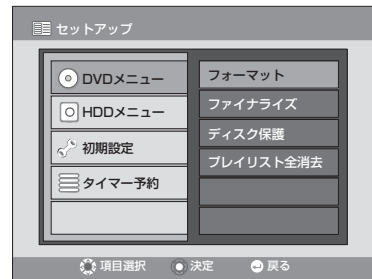 セットアップ
DVDメニュー
HDDメニュー
初期設定
タイマー予約
フォーマット
ファイナライズ
ディスク保護
プレイリスト全消去
項目選択 決定 戻る